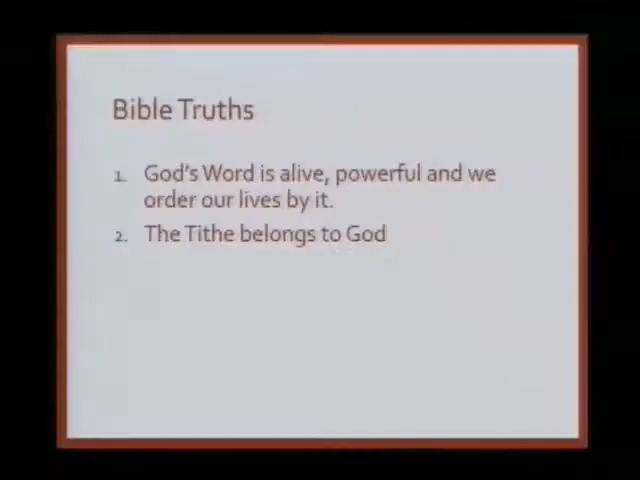 Bible Truths
1. God's Word is alive, powerful and we
order our lives by it.
2. The Tithe belongs to God